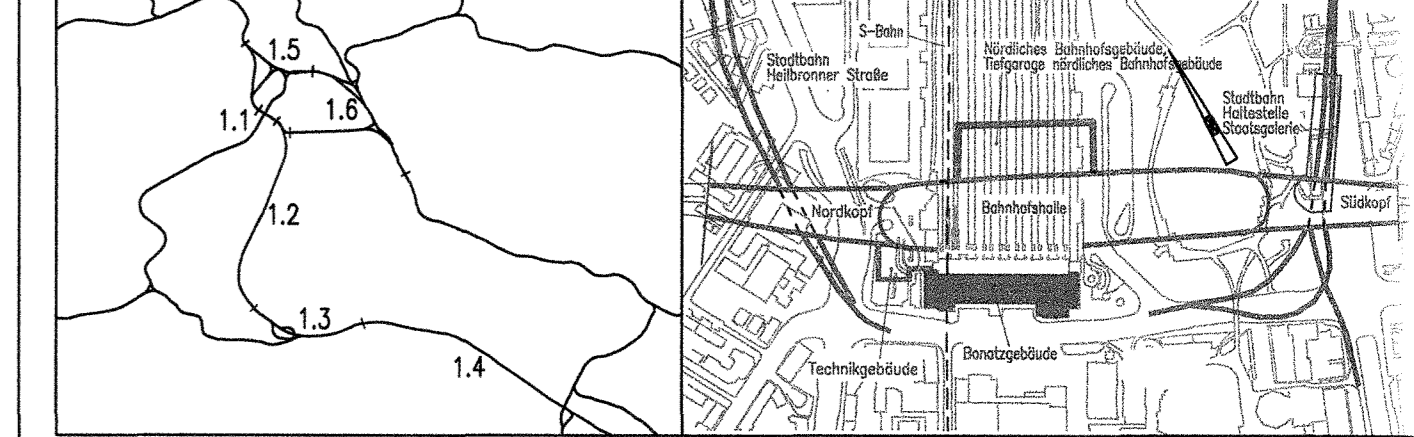 1.5
1.6
1.1
1.2
1.3
1.4
S-Bahn
Nördliches Bahnhofsgebäude,
Tiefgarage nördliches Bahnhofsgebäude
Stadtbahn
Heilbronner Straße
Stadtbahn
Haltestelle
Staatsgalerie
Nordkopf
Bahnhofshalle
Südkopf
Technikgebäude
Bonatzgebäude